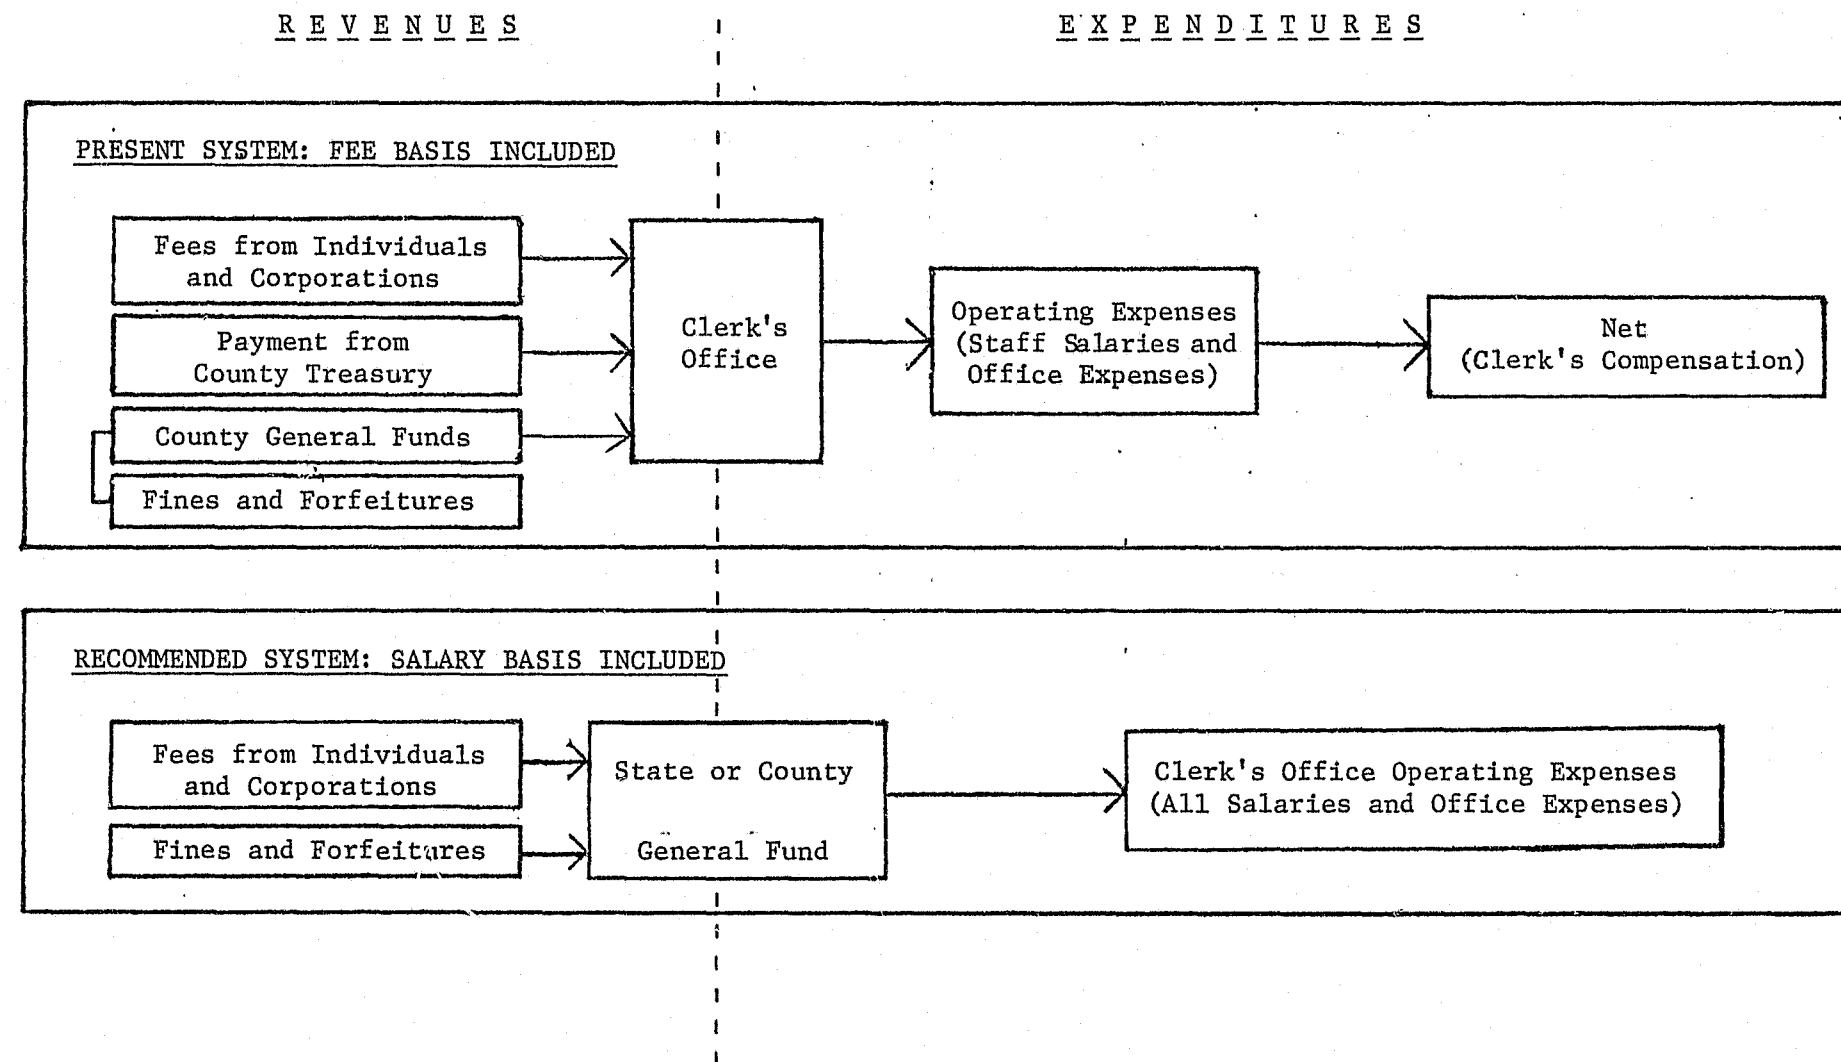 REVENUES
EXPENDITURES
PRESENT SYSTEM: FEE BASIS INCLUDED
Fees from Individuals
and Corporations
Payment from
County Treasury
County General Funds
Fines and Forfeitures
Clerk's
Office
Operating Expenses
(Staff Salaries and
Office Expenses)
Net
(Clerk's Compensation)
RECOMMENDED SYSTEM: SALARY BASIS INCLUDED
Fees from Individuals
and Corporations
Fines and Forfeitures
State or County
General Fund
Clerk's Office Operating Expenses
(All Salaries and Office Expenses)